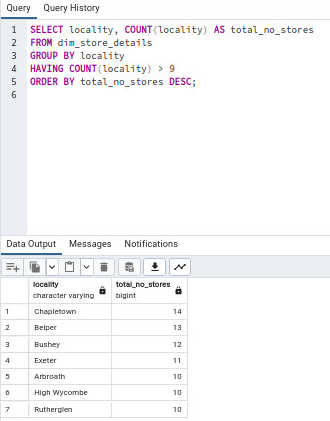 Query Query History
1 SELECT locality, COUNT(locality) AS total_no_stores
2 FROM dim_store_details
3 GROUP BY locality
4 HAVING COUNT(locality) > 9
5 ORDER BY total_no_stores DESC;
6
Data Output Messages Notifications
locality total_no_stores
character varying bigint
1 Chapletown 14
2 Belper 13
3 Bushey 12
4 Exeter 11
5 Arbroath 10
6 High Wycombe 10
7 Rutherglen 10